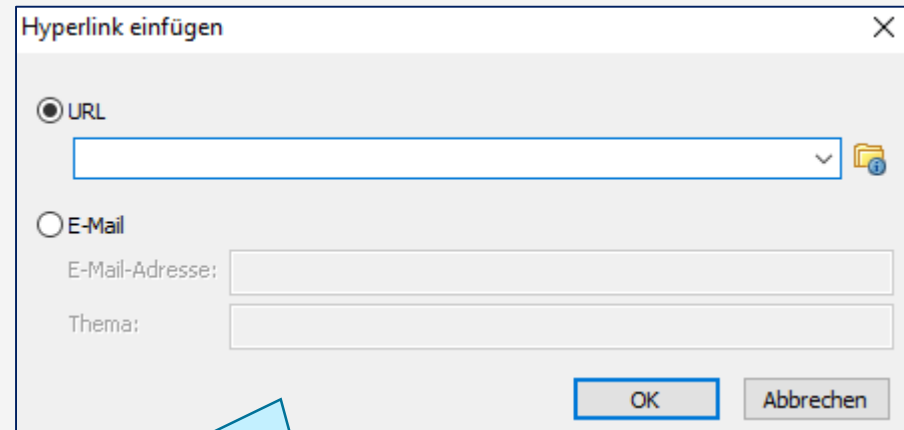 Hyperlink einfügen
URL
E-Mail
E-Mail-Adresse:
Thema:
OK Abbrechen